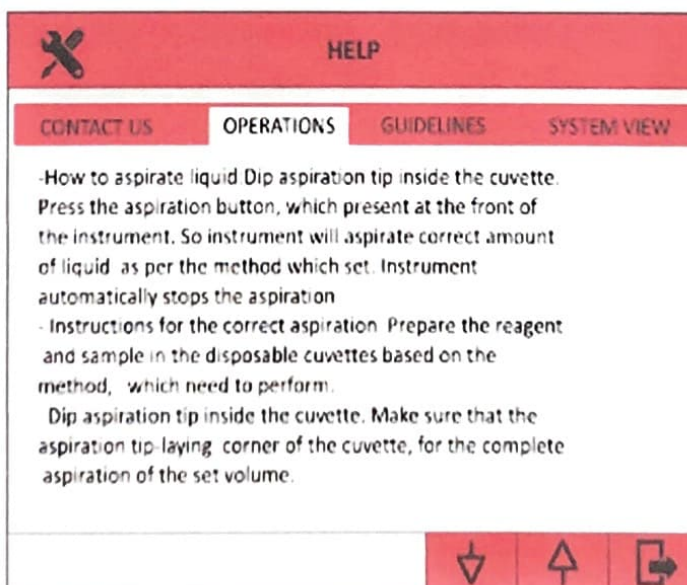 HELP
CONTACT US OPERATIONS GUIDELINES SYSTEM VIEW
-How to aspirate liquid Dip aspiration tip inside the cuvette.
Press the aspiration button, which present at the front of
the instrument. So instrument will aspirate correct amount
of liquid as per the method which set. Instrument
automatically stops the aspiration
- Instructions for the correct aspiration Prepare the reagent
and sample in the disposable cuvettes based on the
method, which need to perform.
Dip aspiration tip inside the cuvette. Make sure that the
aspiration tip-laying corner of the cuvette, for the complete
aspiration of the set volume.